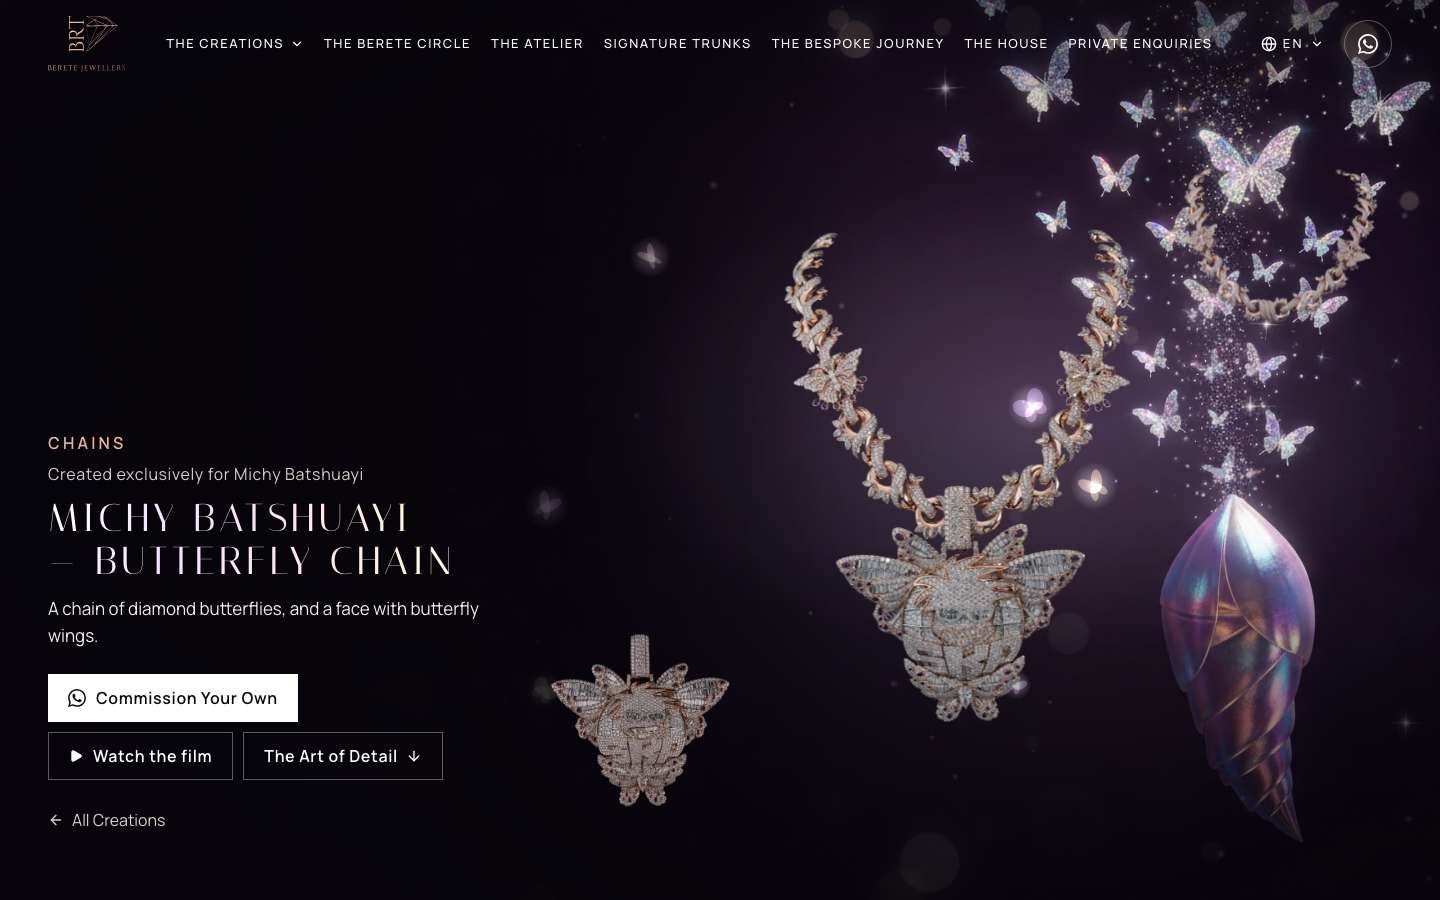 BRT
BERETE JEWELLERS
THE CREATIONS
THE BERETE CIRCLE
THE ATELIER
SIGNATURE TRUNKS
THE BESPOKE JOURNEY
THE HOUSE
PRIVATE ENQUIRIES
EN
CHAINS
Created exclusively for Michy Batshuayi
MICHY BATSHUAYI
— BUTTERFLY CHAIN
A chain of diamond butterflies, and a face with butterfly
wings.
Commission Your Own
Watch the film
The Art of Detail
All Creations